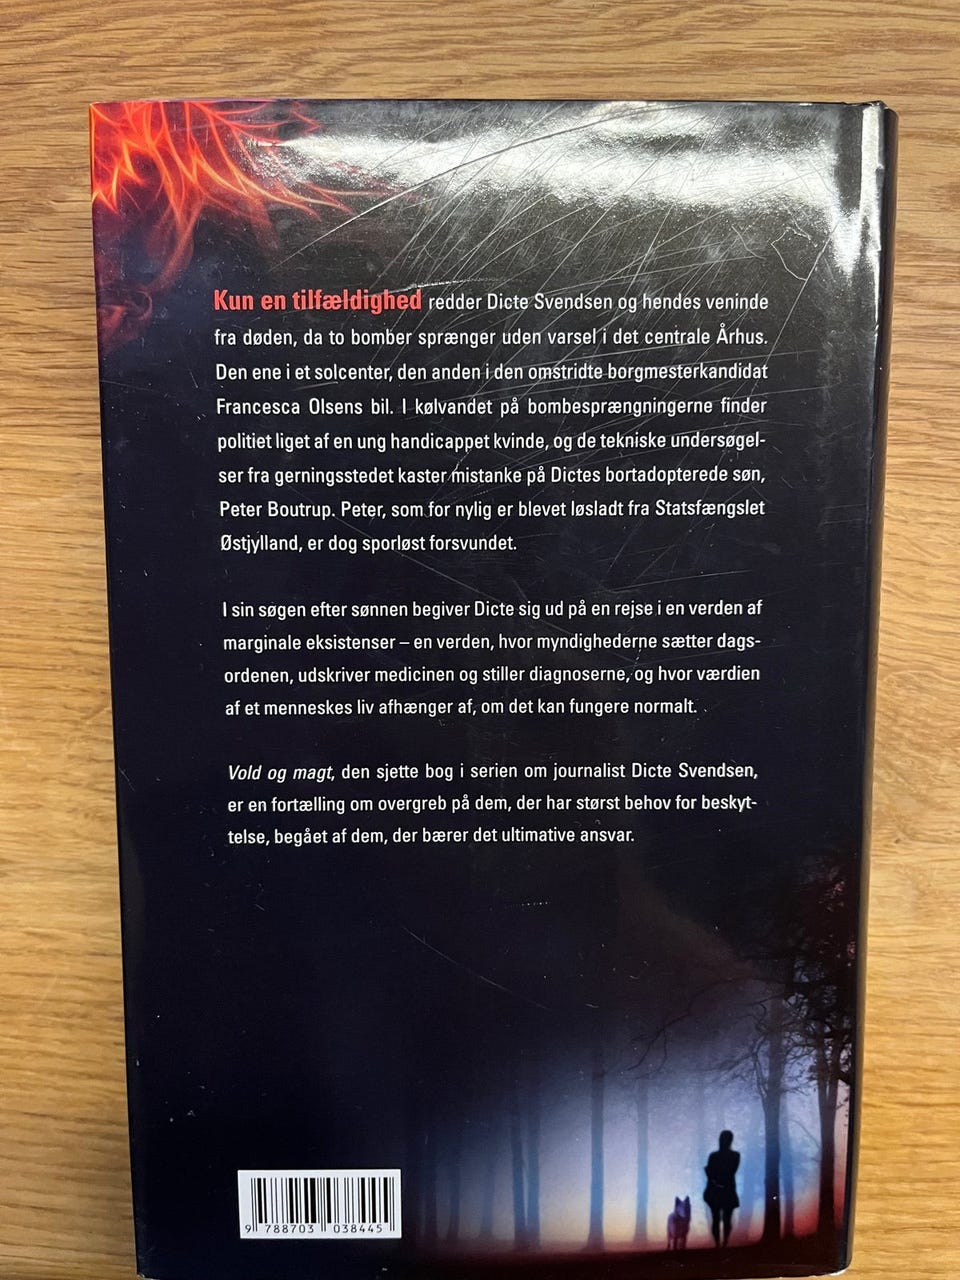 Kun en tilfældighed redder Dicte Svendsen og hendes veninde
fra døden, da to bomber sprænger uden varsel i det centrale Århus.
Den ene i et solcenter, den anden i den omstridte borgmesterkandidat
Francesca Olsens bil. I kølvandet på bombesprængningerne finder
politiet liget af en ung handicappet kvinde, og de tekniske undersøgel-
ser fra gerningsstedet kaster mistanke på Dictes bortadopterede søn,
Peter Boutrup. Peter, som for nylig er blevet løsladt fra Statsfængslet
Østjylland, er dog sporløst forsvundet.
I sin søgen efter sønnen begiver Dicte sig ud på en rejse i en verden af
marginale eksistenser – en verden, hvor myndighederne sætter dags-
ordenen, udskriver medicinen og stiller diagnoserne, og hvor værdien
af et menneskes liv afhænger af, om det kan fungere normalt.
Vold og magt, den sjette bog i serien om journalist Dicte Svendsen,
er en fortælling om overgreb på dem, der har størst behov for beskyt-
telse, begået af dem, der bærer det ultimative ansvar.
9 788703 038445